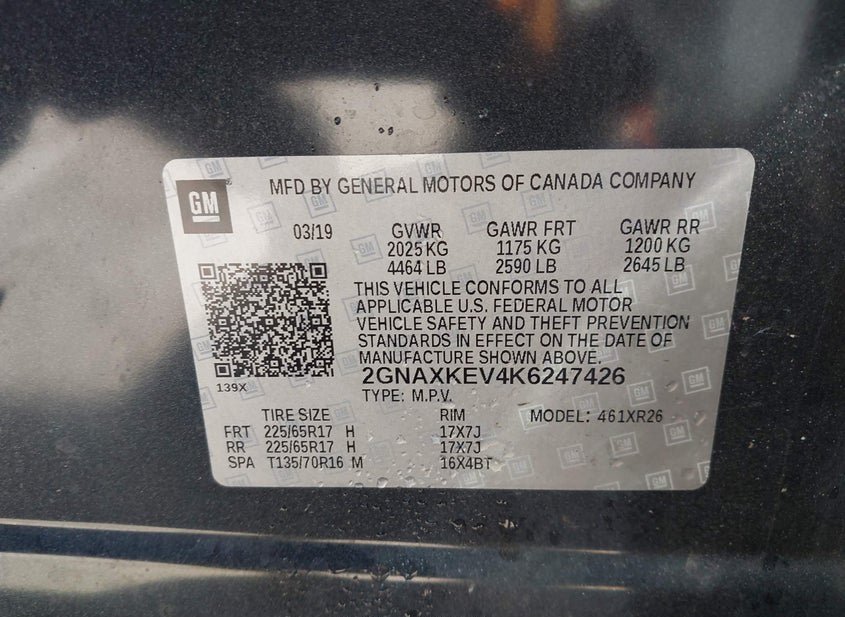 GM
MFD BY GENERAL MOTORS OF CANADA COMPANY
03/19 GVWR GAWR FRT GAWR RR
2025 KG 1175 KG 1200 KG
4464 LB 2590 LB 2645 LB
THIS VEHICLE CONFORMS TO ALL
APPLICABLE U.S. FEDERAL MOTOR
VEHICLE SAFETY AND THEFT PREVENTION
STANDARDS IN EFFECT ON THE DATE OF
MANUFACTURE SHOWN ABOVE.
139X
2GNAXKEV4K6247426
TYPE: M.P.V.
TIRE SIZE RIM MODEL: 461XR26
FRT 225/65R17 H 17X7J
RR 225/65R17 H 17X7J
SPA T135/70R16 M 16X4BT